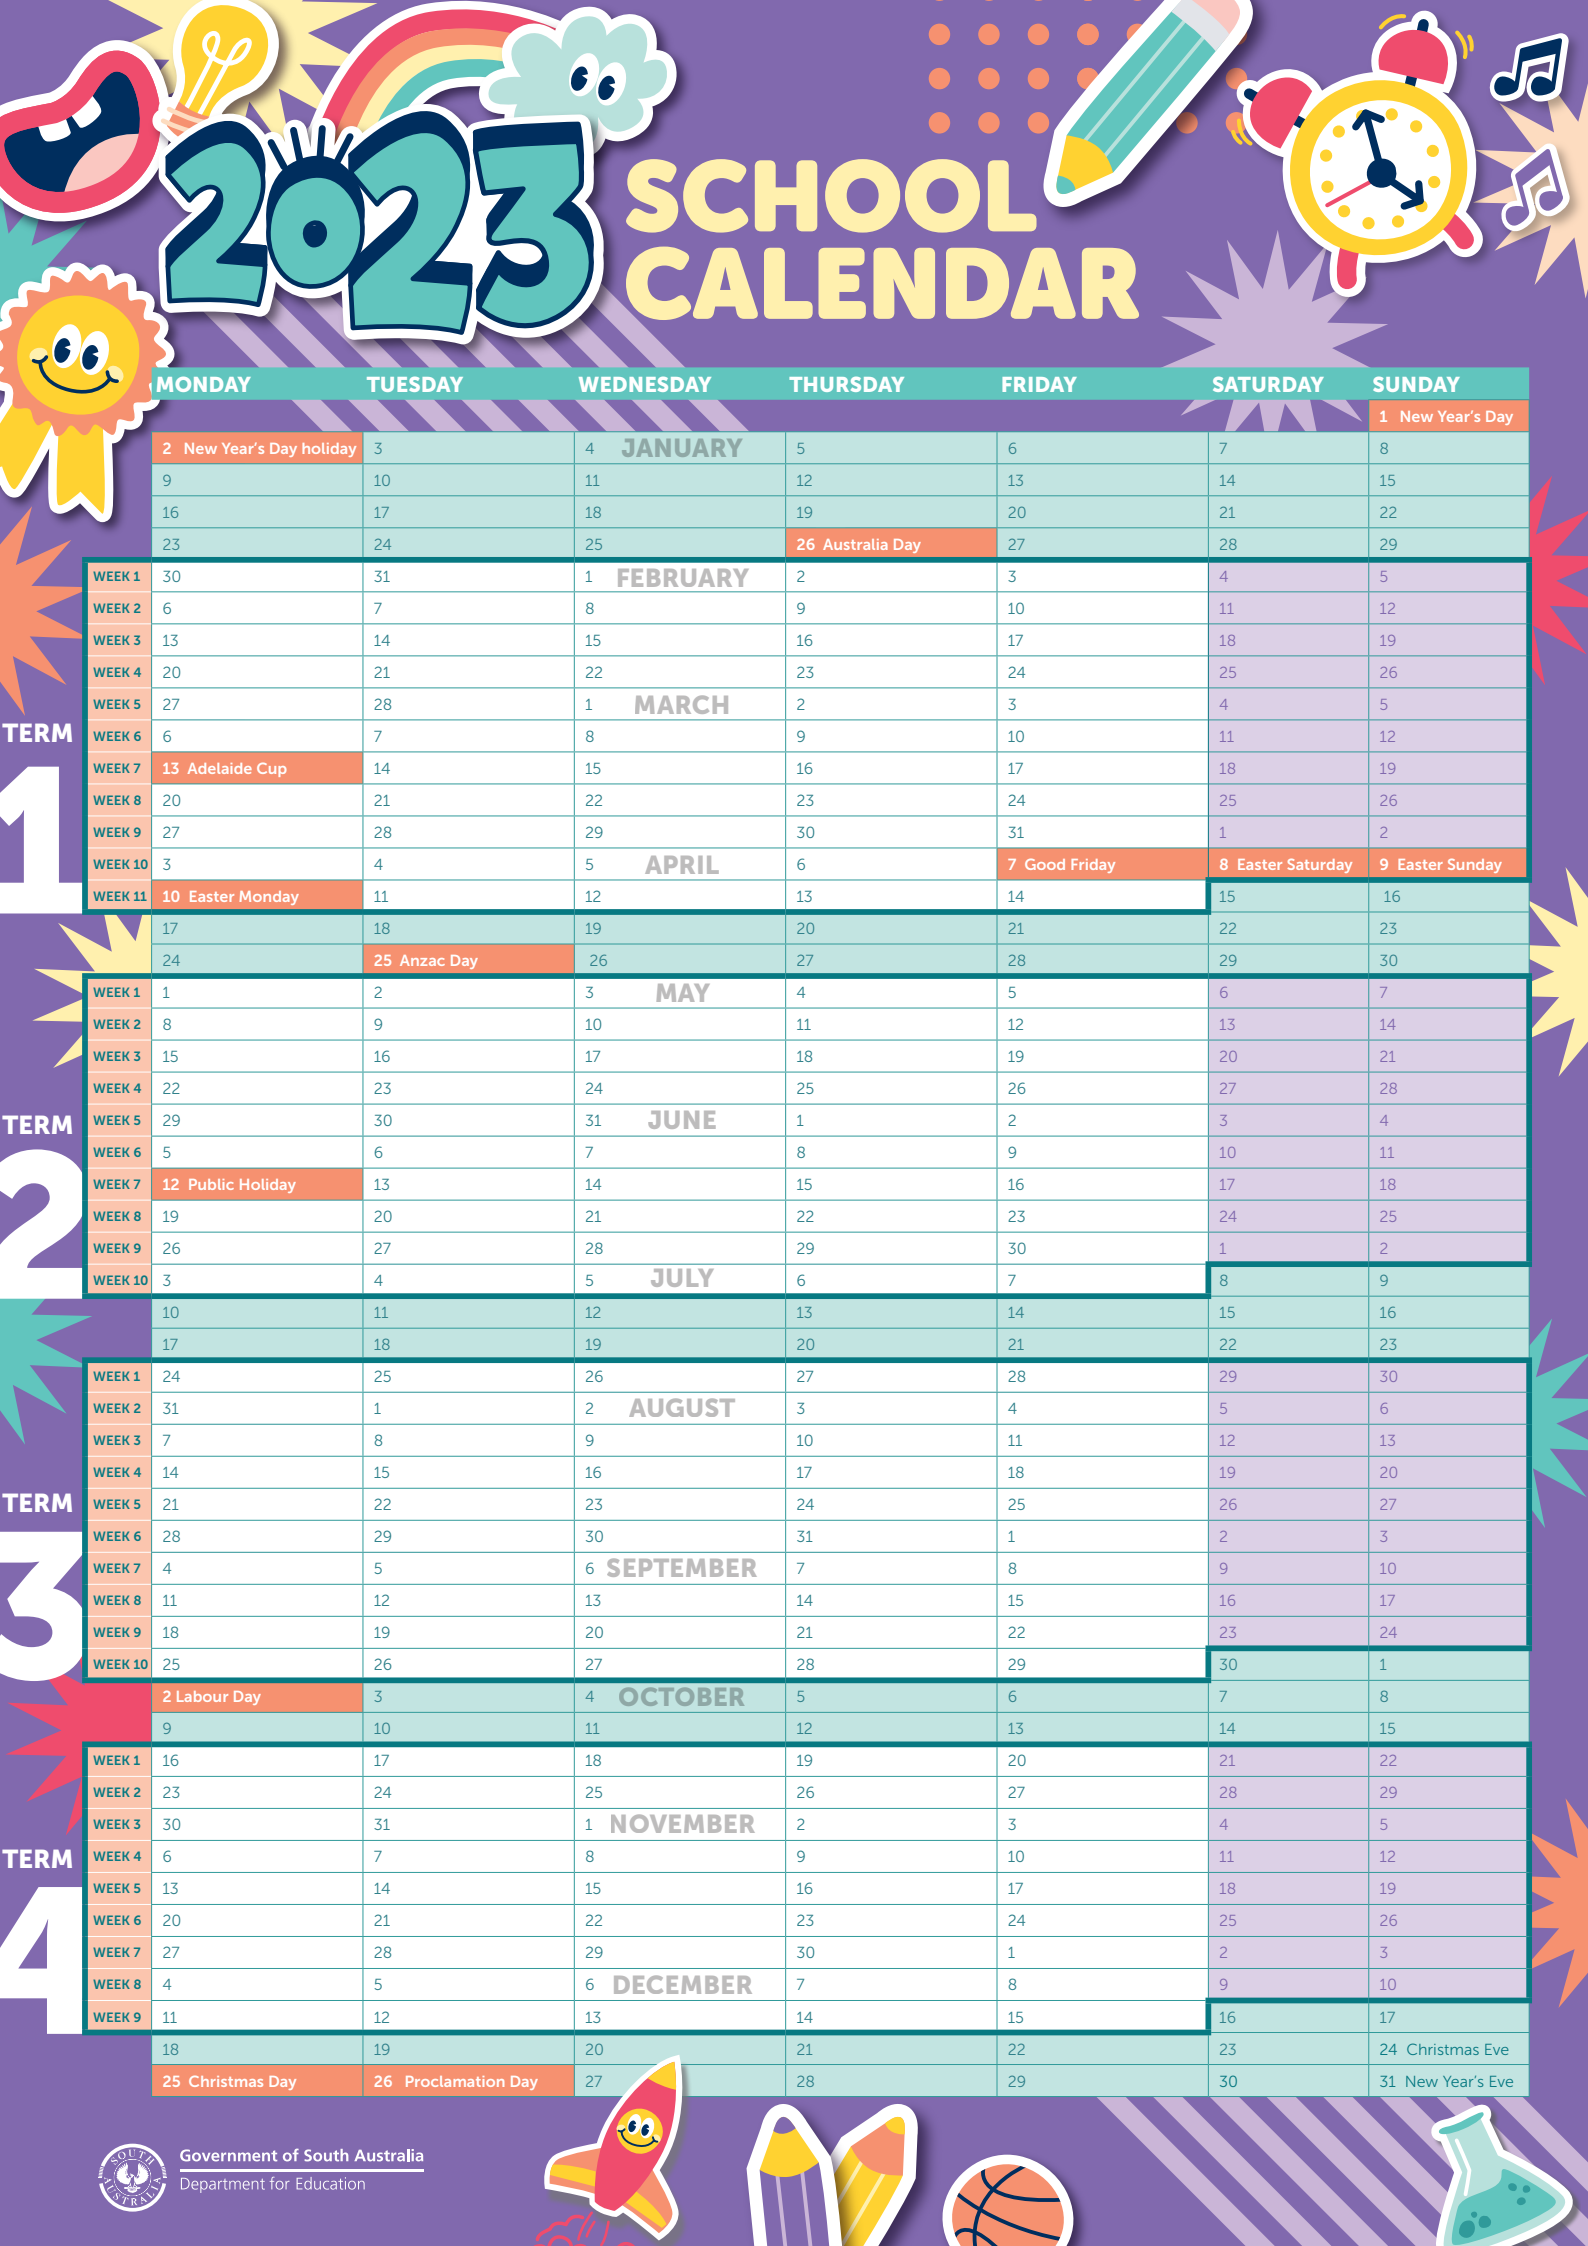 2023
SCHOOL
CALENDAR
MONDAY TUESDAY WEDNESDAY THURSDAY FRIDAY SATURDAY SUNDAY
1 New Year's Day
2 New Year's Day holiday 3 4 JANUARY 5 6 7 8
9 10 11 12 13 14 15
16 17 18 19 20 21 22
23 24 25 26 Australia Day 27 28 29
TERM 1
WEEK 1 30 31 1 FEBRUARY 2 3 4 5
WEEK 2 6 7 8 9 10 11 12
WEEK 3 13 14 15 16 17 18 19
WEEK 4 20 21 22 23 24 25 26
WEEK 5 27 28 1 MARCH 2 3 4 5
WEEK 6 6 7 8 9 10 11 12
WEEK 7 13 Adelaide Cup 14 15 16 17 18 19
WEEK 8 20 21 22 23 24 25 26
WEEK 9 27 28 29 30 31 1 2
WEEK 10 3 4 5 APRIL 6 7 Good Friday 8 Easter Saturday 9 Easter Sunday
WEEK 11 10 Easter Monday 11 12 13 14 15 16
17 18 19 20 21 22 23
24 25 Anzac Day 26 27 28 29 30
TERM 2
WEEK 1 1 2 3 MAY 4 5 6 7
WEEK 2 8 9 10 11 12 13 14
WEEK 3 15 16 17 18 19 20 21
WEEK 4 22 23 24 25 26 27 28
WEEK 5 29 30 31 JUNE 1 2 3 4
WEEK 6 5 6 7 8 9 10 11
WEEK 7 12 Public Holiday 13 14 15 16 17 18
WEEK 8 19 20 21 22 23 24 25
WEEK 9 26 27 28 29 30 1 2
WEEK 10 3 4 5 JULY 6 7 8 9
10 11 12 13 14 15 16
17 18 19 20 21 22 23
TERM 3
WEEK 1 24 25 26 27 28 29 30
WEEK 2 31 1 2 AUGUST 3 4 5 6
WEEK 3 7 8 9 10 11 12 13
WEEK 4 14 15 16 17 18 19 20
WEEK 5 21 22 23 24 25 26 27
WEEK 6 28 29 30 31 1 2 3
WEEK 7 4 5 6 SEPTEMBER 7 8 9 10
WEEK 8 11 12 13 14 15 16 17
WEEK 9 18 19 20 21 22 23 24
WEEK 10 25 26 27 28 29 30 1
2 Labour Day 3 4 OCTOBER 5 6 7 8
9 10 11 12 13 14 15
TERM 4
WEEK 1 16 17 18 19 20 21 22
WEEK 2 23 24 25 26 27 28 29
WEEK 3 30 31 1 NOVEMBER 2 3 4 5
WEEK 4 6 7 8 9 10 11 12
WEEK 5 13 14 15 16 17 18 19
WEEK 6 20 21 22 23 24 25 26
WEEK 7 27 28 29 30 1 2 3
WEEK 8 4 5 6 DECEMBER 7 8 9 10
WEEK 9 11 12 13 14 15 16 17
18 19 20 21 22 23 24 Christmas Eve
25 Christmas Day 26 Proclamation Day 27 28 29 30 31 New Year's Eve
SOUTH AUSTRALIA
Government of South Australia
Department for Education